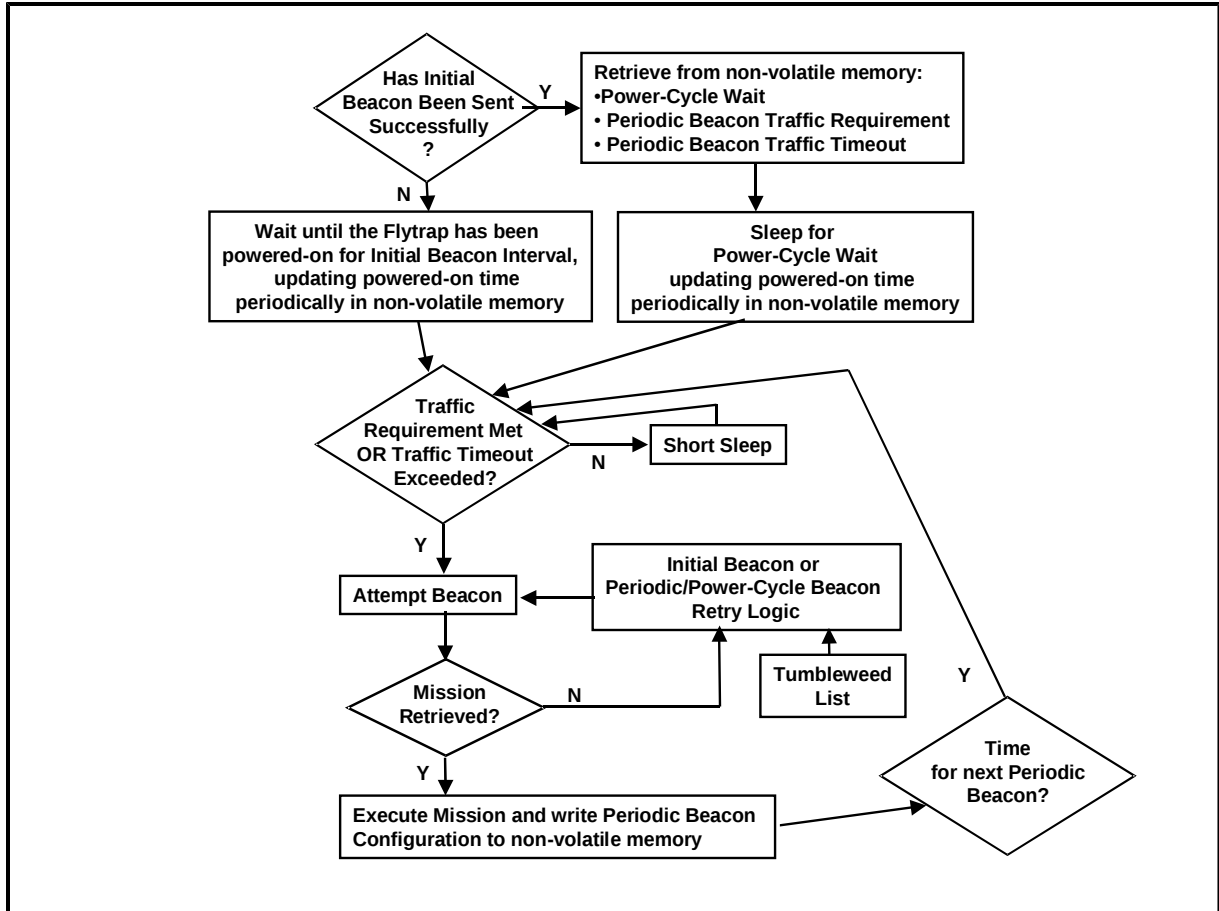 Has Initial
Beacon Been Sent
Successfully
?
Y
Retrieve from non-volatile memory:
•Power-Cycle Wait
• Periodic Beacon Traffic Requirement
• Periodic Beacon Traffic Timeout
N
Wait until the Flytrap has been
powered-on for Initial Beacon Interval,
updating powered-on time
periodically in non-volatile memory
Sleep for
Power-Cycle Wait
updating powered-on time
periodically in non-volatile memory
Traffic
Requirement Met
OR Traffic Timeout
Exceeded?
N
Short Sleep
Y
Attempt Beacon
Initial Beacon or
Periodic/Power-Cycle Beacon
Retry Logic
Tumbleweed
List
Mission
Retrieved?
N
Y
Y
Time
for next Periodic
Beacon?
Execute Mission and write Periodic Beacon
Configuration to non-volatile memory